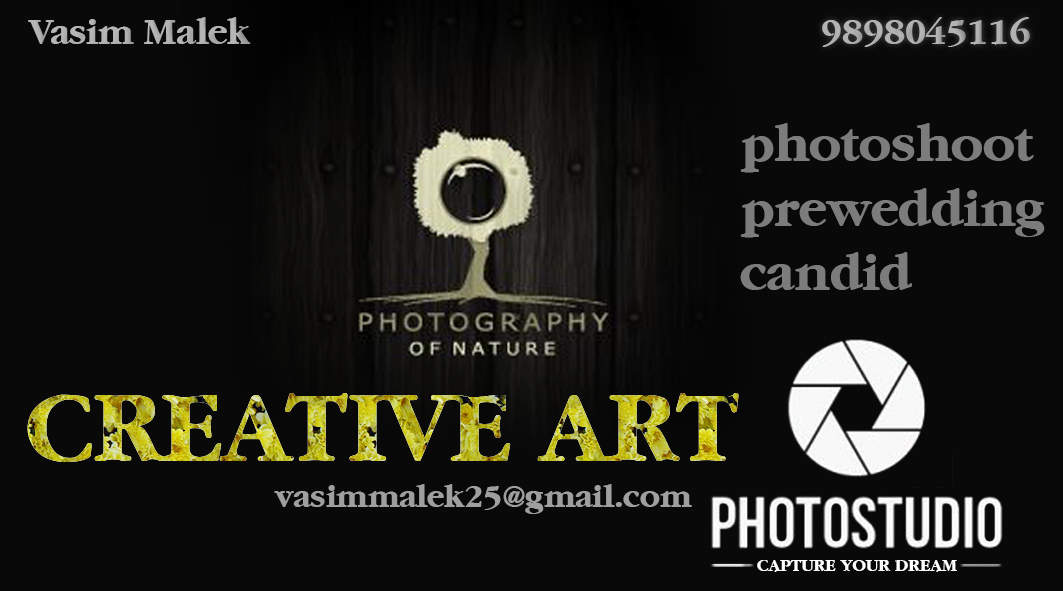 Vasim Malek
9898045116
photoshoot
prewedding
candid
PHOTOGRAPHY
OF NATURE
CREATIVE ART
vasimmalek25@gmail.com
PHOTOSTUDIO
CAPTURE YOUR DREAM